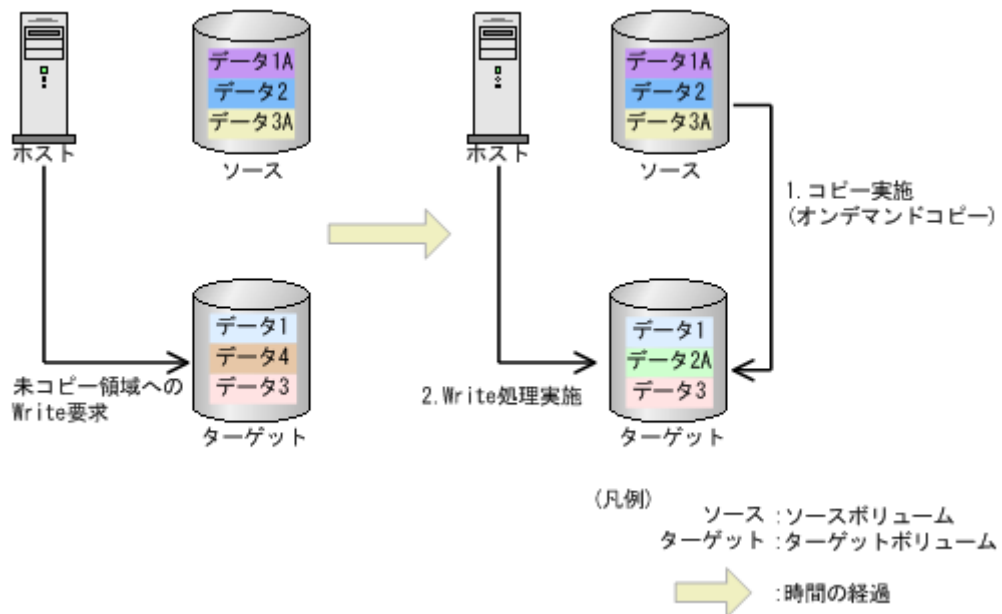 データ1A
データ2
データ3A
ホスト
ソース
データ1
データ4
データ3
未コピー領域への
Write要求
ターゲット
データ1A
データ2
データ3A
ホスト
ソース
1.コピー実施
(オンデマンドコピー)
データ1
データ2A
データ3
2.Write処理実施
ターゲット
(凡例)
ソース :ソースボリューム
ターゲット :ターゲットボリューム
:時間の経過